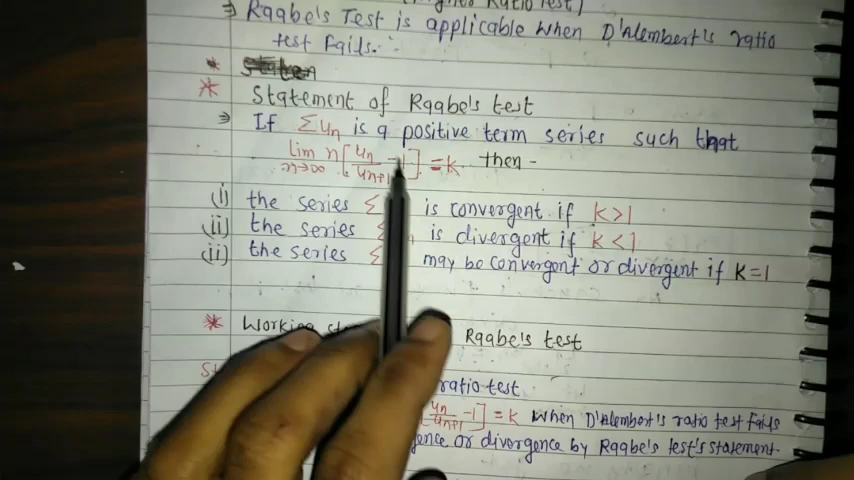 (Higher Ratio Test)
⇒ Raabe's Test is applicable when D'Alembert's ratio
test fails.
* Statement of Raabe's test
⇒ If Σun is a positive term series such that
lim n→∞ n[un/un+1 -1] = k then -
(i) the series Σ is convergent if k>1
(ii) the series Σ is divergent if k<1
(ii) the series Σ may be convergent or divergent if K=1
* Working Raabe's test
ratio test
[un/un+1 -1] = k when D'Alembert's ratio test fails
gence or divergence by Raabe's test's statement.